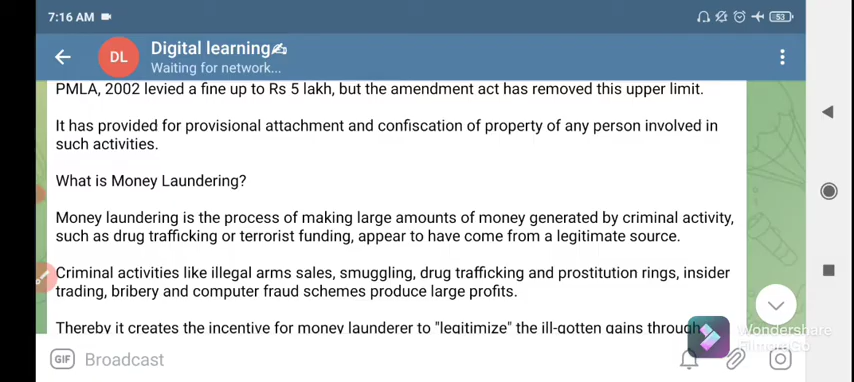 7:16 AM
53
DL
Digital learning✍
Waiting for network...
PMLA, 2002 levied a fine up to Rs 5 lakh, but the amendment act has removed this upper limit.
It has provided for provisional attachment and confiscation of property of any person involved in
such activities.
What is Money Laundering?
Money laundering is the process of making large amounts of money generated by criminal activity,
such as drug trafficking or terrorist funding, appear to have come from a legitimate source.
Criminal activities like illegal arms sales, smuggling, drug trafficking and prostitution rings, insider
trading, bribery and computer fraud schemes produce large profits.
Thereby it creates the incentive for money launderer to "legitimize" the ill-gotten gains through
Wondershare
FilmoraGo
GIF
Broadcast